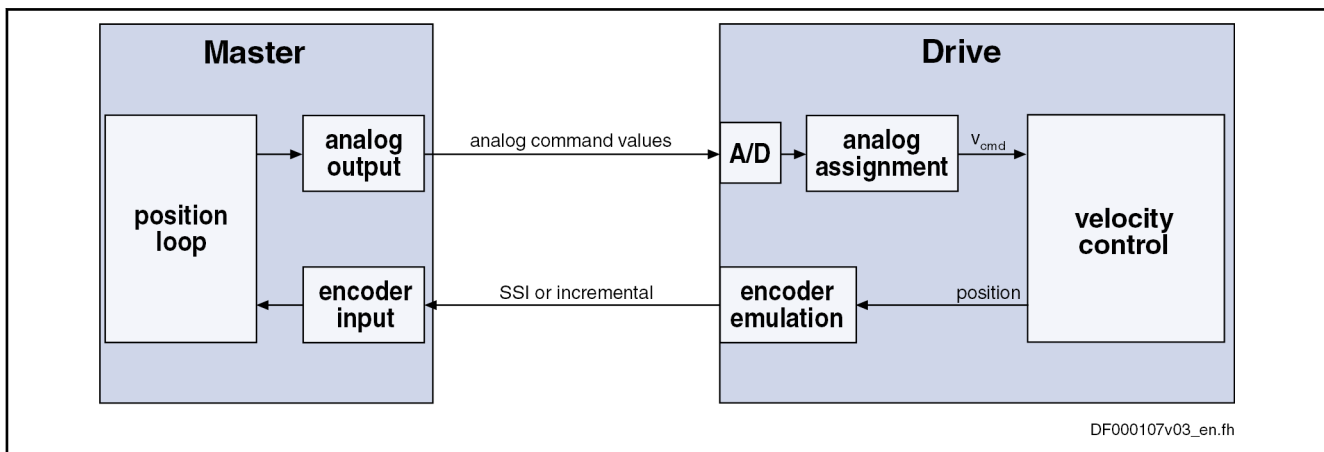 Master
Drive
position
loop
analog
output
analog command values
A/D
analog
assignment
vcmd
velocity
control
encoder
input
SSI or incremental
encoder
emulation
position
DF000107v03_en.fh